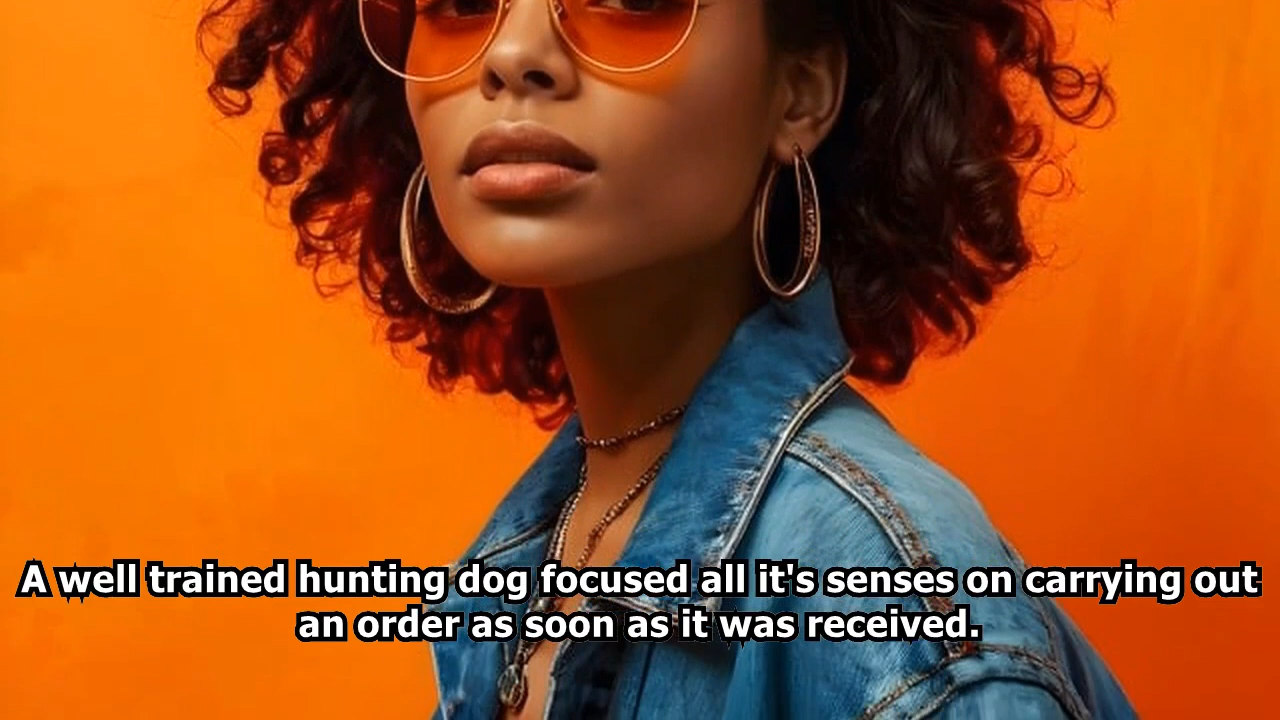 A well trained hunting dog focused all it's senses on carrying out
an order as soon as it was received.